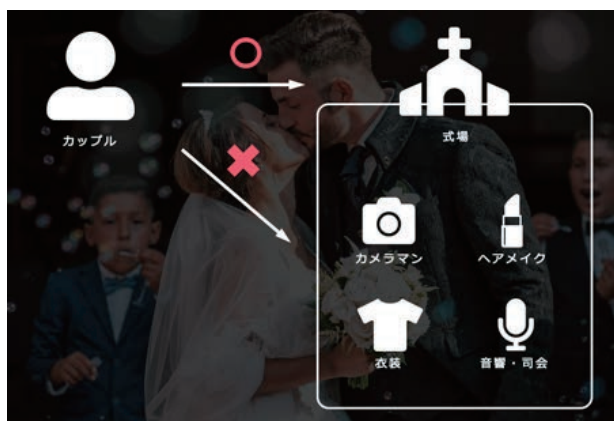 カップル
式場
カメラマン
ヘアメイク
衣装
音響・司会